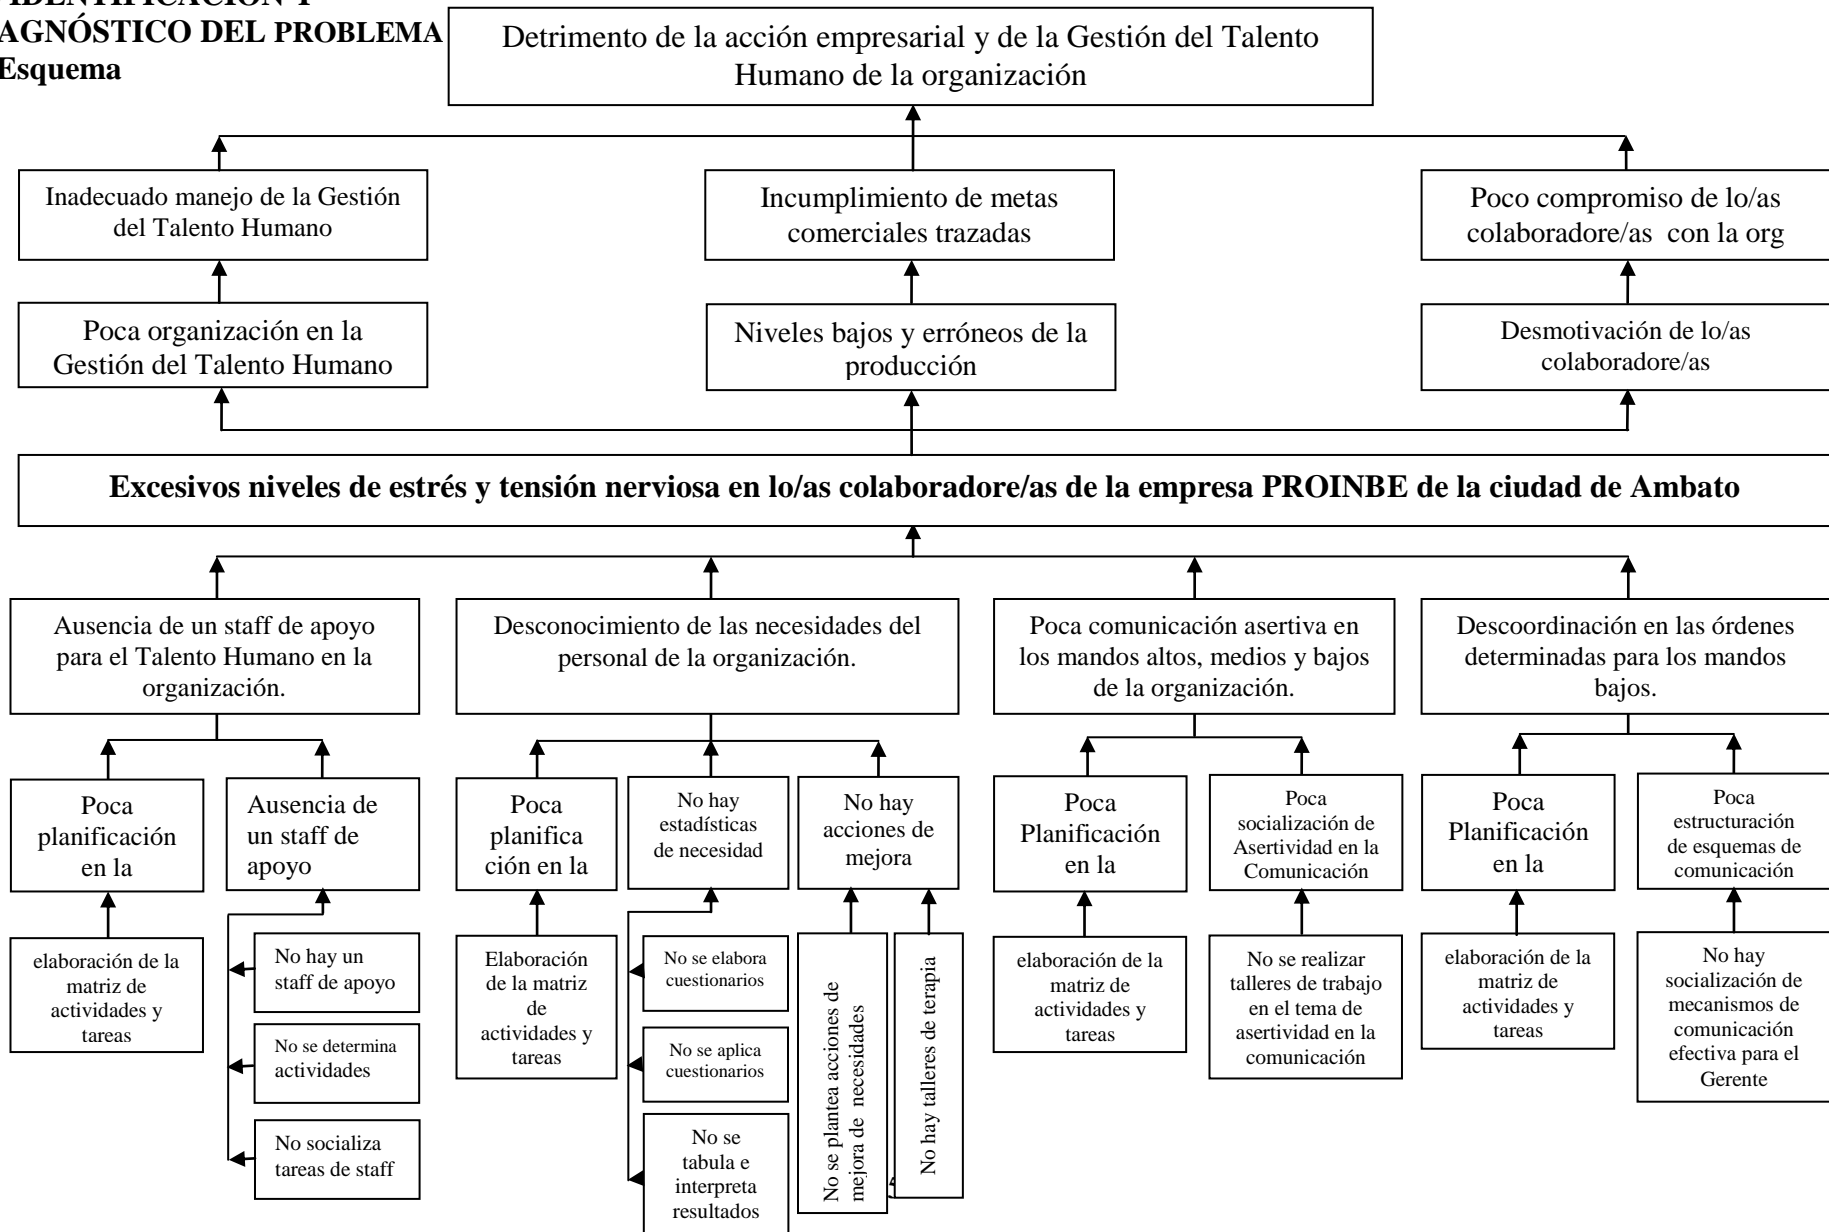 IDENTIFICACIÓN Y
AGNÓSTICO DEL PROBLEMA
Esquema
Detrimento de la acción empresarial y de la Gestión del Talento
Humano de la organización
Inadecuado manejo de la Gestión
del Talento Humano
Incumplimiento de metas
comerciales trazadas
Poco compromiso de lo/as
colaboradore/as con la org
Poca organización en la
Gestión del Talento Humano
Niveles bajos y erróneos de la
producción
Desmotivación de lo/as
colaboradore/as
Excesivos niveles de estrés y tensión nerviosa en lo/as colaboradore/as de la empresa PROINBE de la ciudad de Ambato
Ausencia de un staff de apoyo
para el Talento Humano en la
organización.
Desconocimiento de las necesidades del
personal de la organización.
Poca comunicación asertiva en
los mandos altos, medios y bajos
de la organización.
Descoordinación en las órdenes
determinadas para los mandos
bajos.
Poca
planificación
en la
Ausencia de
un staff de
apoyo
Poca
planifica
ción en la
No hay
estadísticas
de necesidad
No hay
acciones de
mejora
Poca
Planificación
en la
Poca
socialización de
Asertividad en la
Comunicación
Poca
Planificación
en la
Poca
estructuración
de esquemas de
comunicación
elaboración de la
matriz de
actividades y
tareas
No hay un
staff de apoyo
No se determina
actividades
No socializa
tareas de staff
Elaboración
de la matriz
de
actividades y
tareas
No se elabora
cuestionarios
No se aplica
cuestionarios
No se
tabula e
interpreta
resultados
No se plantea acciones de
mejora de necesidades
No hay talleres de terapia
elaboración de la
matriz de
actividades y
tareas
No se realizar
talleres de trabajo
en el tema de
asertividad en la
comunicación
elaboración de la
matriz de
actividades y
tareas
No hay
socialización de
mecanismos de
comunicación
efectiva para el
Gerente